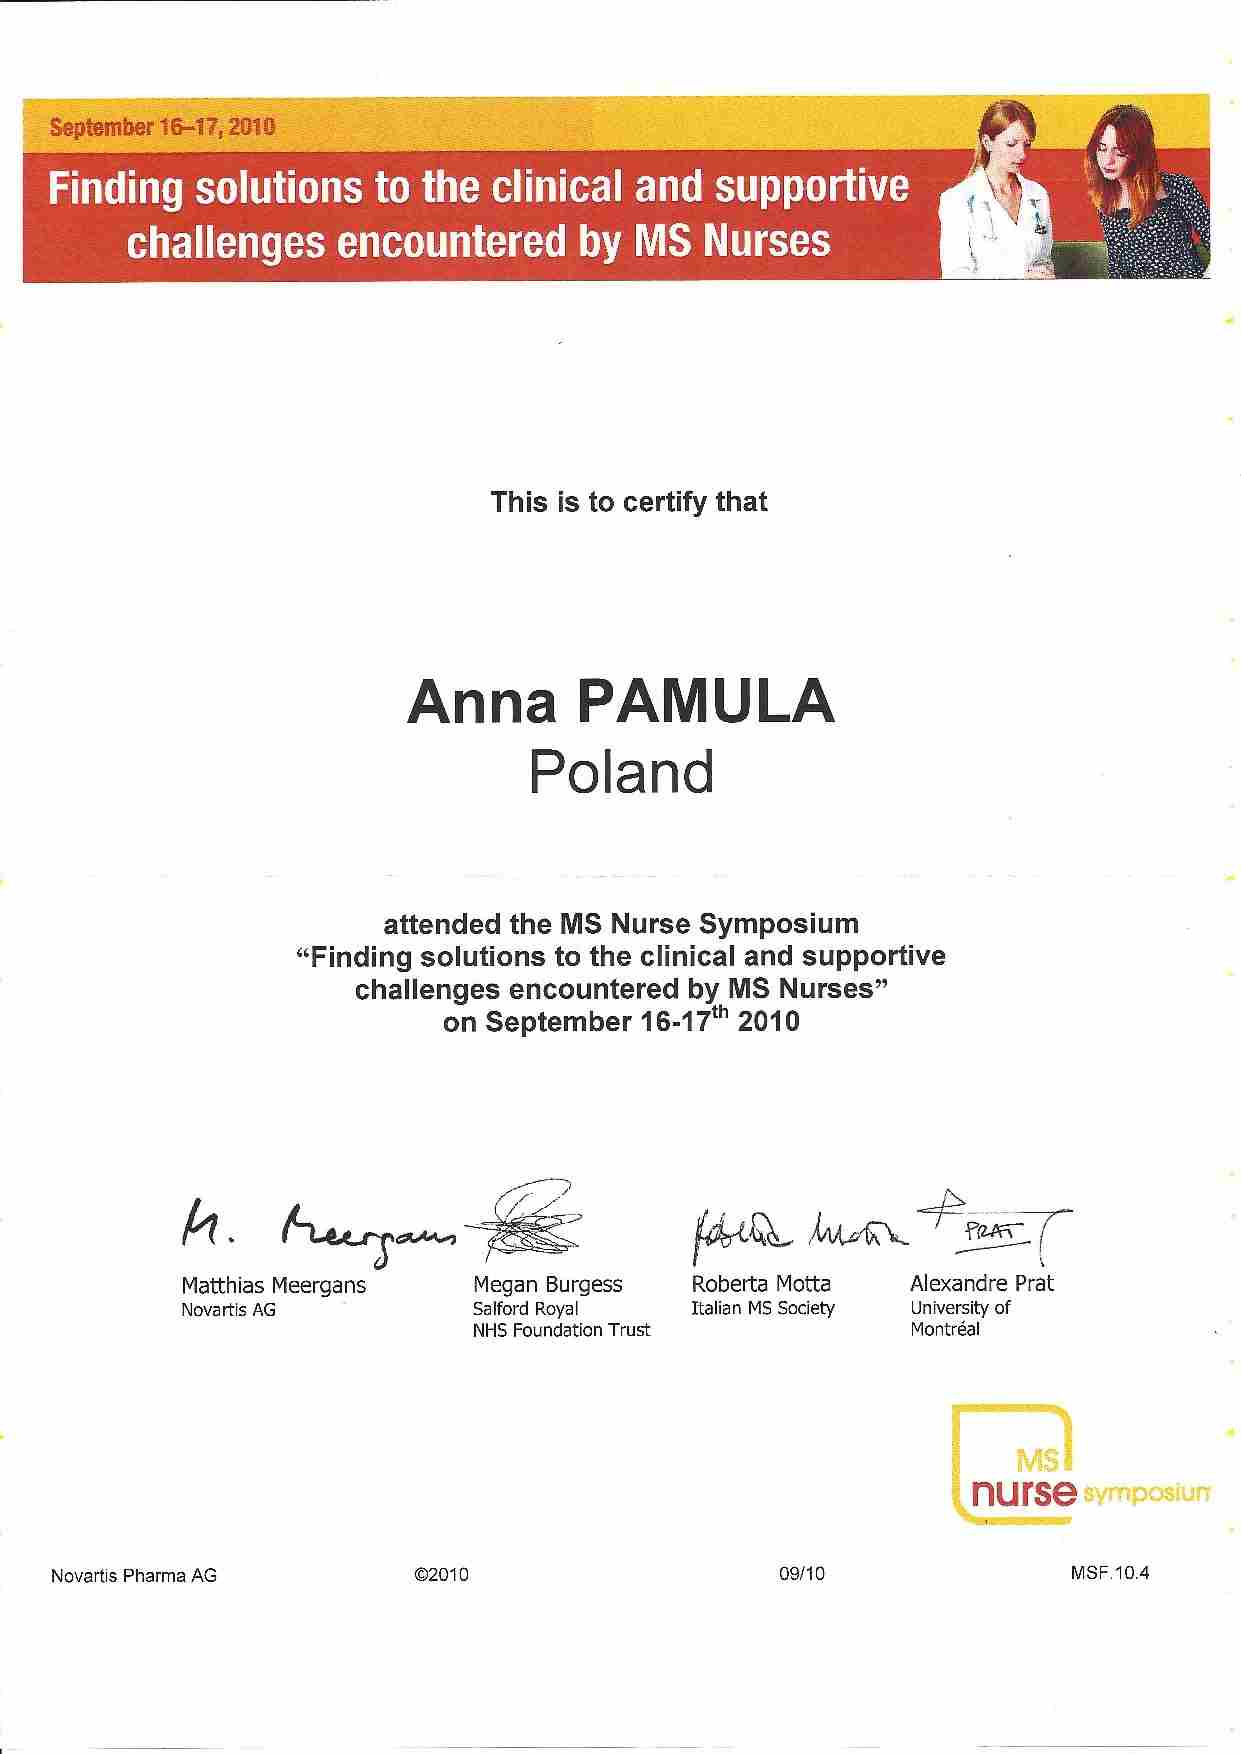 September 16–17, 2010
Finding solutions to the clinical and supportive
challenges encountered by MS Nurses
This is to certify that
Anna PAMULA
Poland
attended the MS Nurse Symposium
“Finding solutions to the clinical and supportive
challenges encountered by MS Nurses”
on September 16-17th 2010
M. Meergans
Roberta Motta
PRAT
Matthias Meergans
Novartis AG
Megan Burgess
Salford Royal
NHS Foundation Trust
Roberta Motta
Italian MS Society
Alexandre Prat
University of
Montréal
MS
nurse symposium
Novartis Pharma AG ©2010 09/10 MSF.10.4